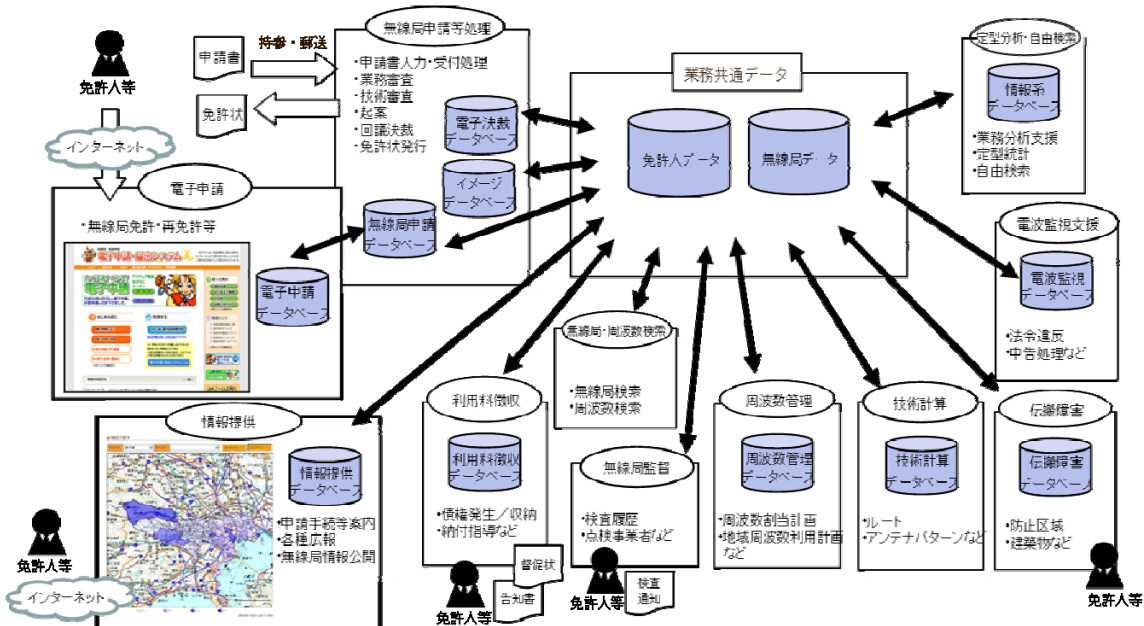 免許人等
インターネット
申請書
持参・郵送
免許状
無線局申請等処理
・申請書入力・受付処理
・業務審査
・技術審査
・起案
・回議決裁
・免許状発行
電子決裁
データベース
イメージ
データベース
無線局申請
データベース
電子申請
・無線局免許・再免許等
電子申請・届出システム
電子申請
電子申請
データベース
業務共通データ
免許人データ
無線局データ
定型分析・自由検索
情報系
データベース
・業務分析支援
・定型統計
・自由検索
電波監視支援
電波監視
データベース
・法令違反
・申告処理など
無線局・周波数検索
・無線局検索
・周波数検索
情報提供
情報提供
データベース
・申請手続等案内
・各種広報
・無線局情報公開
免許人等
インターネット
利用料徴収
利用料徴収
データベース
・債権発生／収納
・納付指導など
督促状
告知書
免許人等
無線局監督
・検査履歴
・点検事業者など
検査
通知
免許人等
周波数管理
周波数管理
データベース
・周波数割当計画
・地域周波数利用計画
など
技術計算
技術計算
データベース
・ルート
・アンテナパターンなど
伝搬障害
伝搬障害
データベース
・防止区域
・建築物など
免許人等